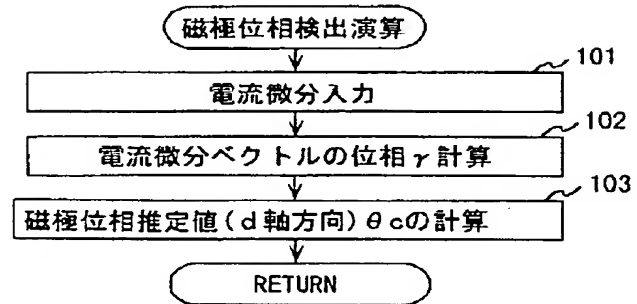 磁極位相検出演算
101
電流微分入力
102
電流微分ベクトルの位相γ計算
103
磁極位相推定値(d軸方向)θcの計算
RETURN